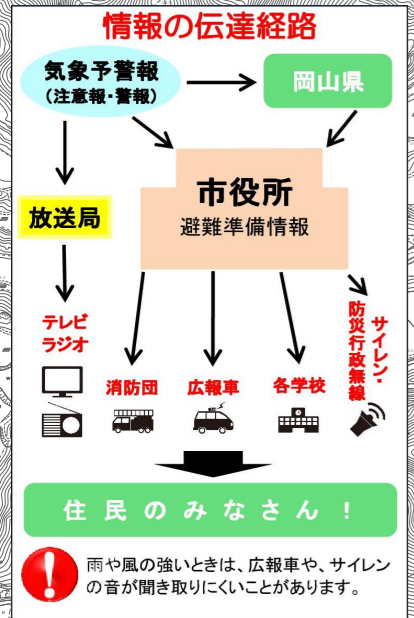 情報の伝達経路
気象予警報
(注意報・警報)
岡山県
市役所
避難準備情報
放送局
テレビ
ラジオ
消防団
広報車
各学校
サイレン・
防災行政無線
住民のみなさん！
雨や風の強いときは、広報車や、サイレン
の音が聞き取りにくいことがあります。